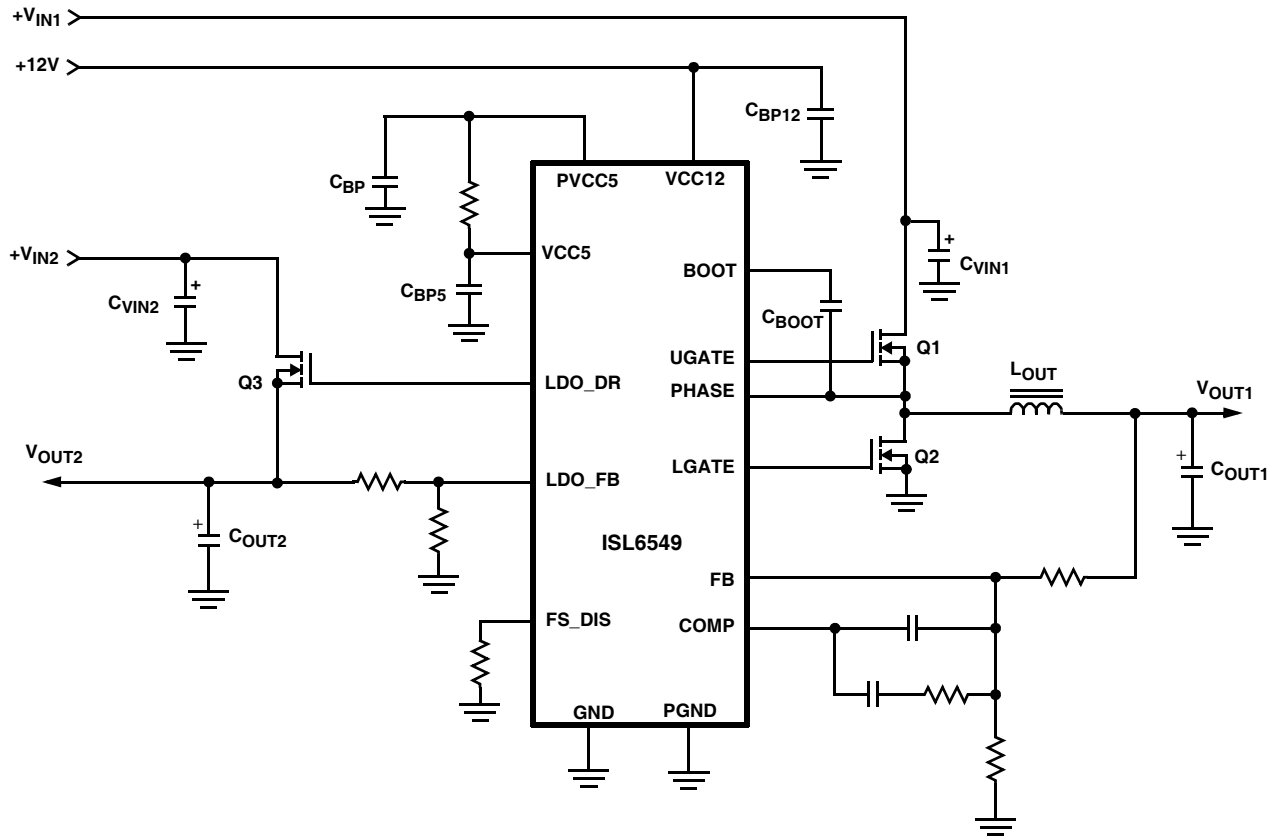 +VIN1
+12V
CBP12
CBP
PVCC5
VCC12
+VIN2
VCC5
BOOT
+
CVIN1
CVIN2
+
CBP5
CBOOT
UGATE
Q1
Q3
LDO_DR
PHASE
LOUT
VOUT1
VOUT2
LGATE
Q2
+
COUT1
LDO_FB
+
COUT2
ISL6549
FB
FS_DIS
COMP
GND
PGND